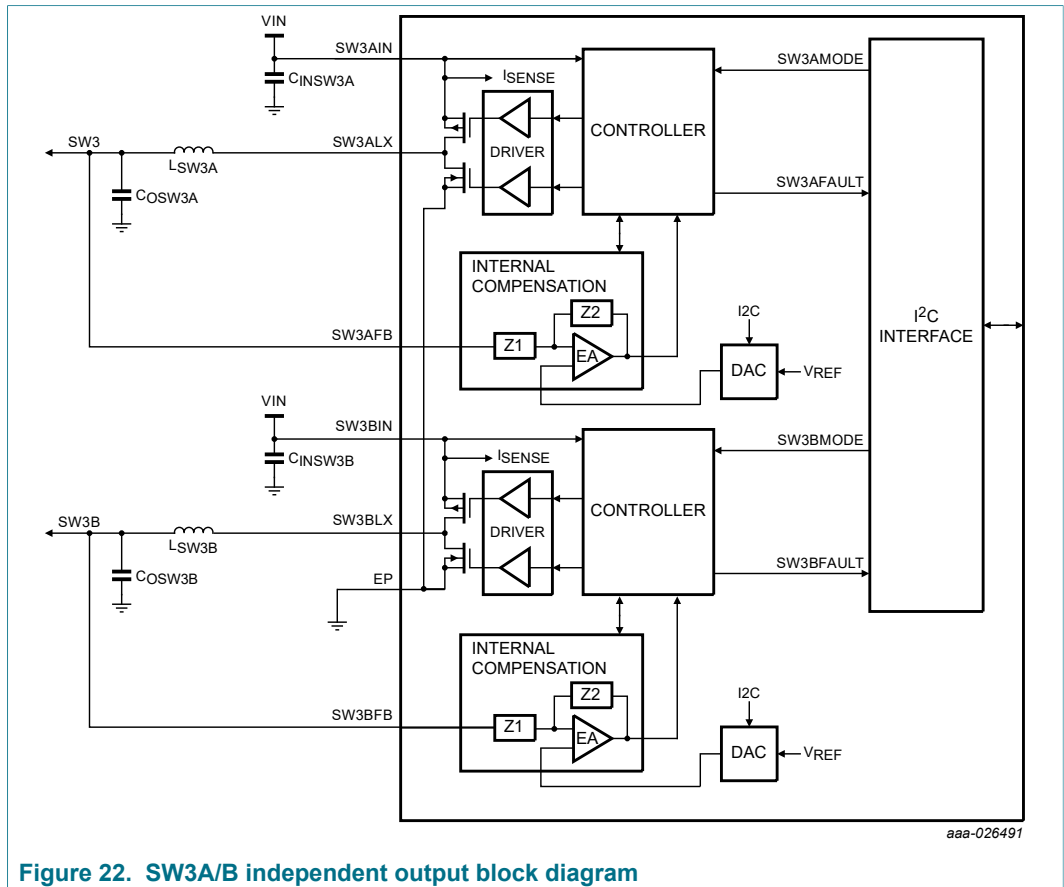 VIN
SW3AIN
CINSW3A
ISENSE
SW3AMODE
CONTROLLER
SW3
LSW3A
SW3ALX
DRIVER
COSW3A
SW3AFAULT
I2C
INTERFACE
INTERNAL
COMPENSATION
Z2
I2C
SW3AFB
Z1
EA
DAC
VREF
VIN
SW3BIN
CINSW3B
ISENSE
SW3BMODE
CONTROLLER
SW3B
LSW3B
SW3BLX
DRIVER
COSW3B
EP
SW3BFAULT
INTERNAL
COMPENSATION
Z2
I2C
SW3BFB
Z1
EA
DAC
VREF
aaa-026491
Figure 22. SW3A/B independent output block diagram